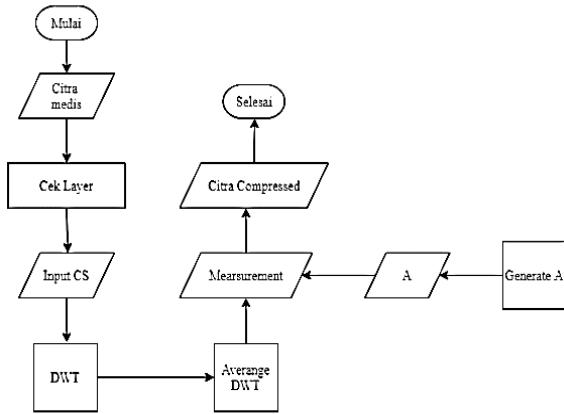 Mulai
Citra
medis
Cek Layer
Input CS
DWT
Averange
DWT
Mearsurement
Citra Compressed
Selesai
A
Generate A